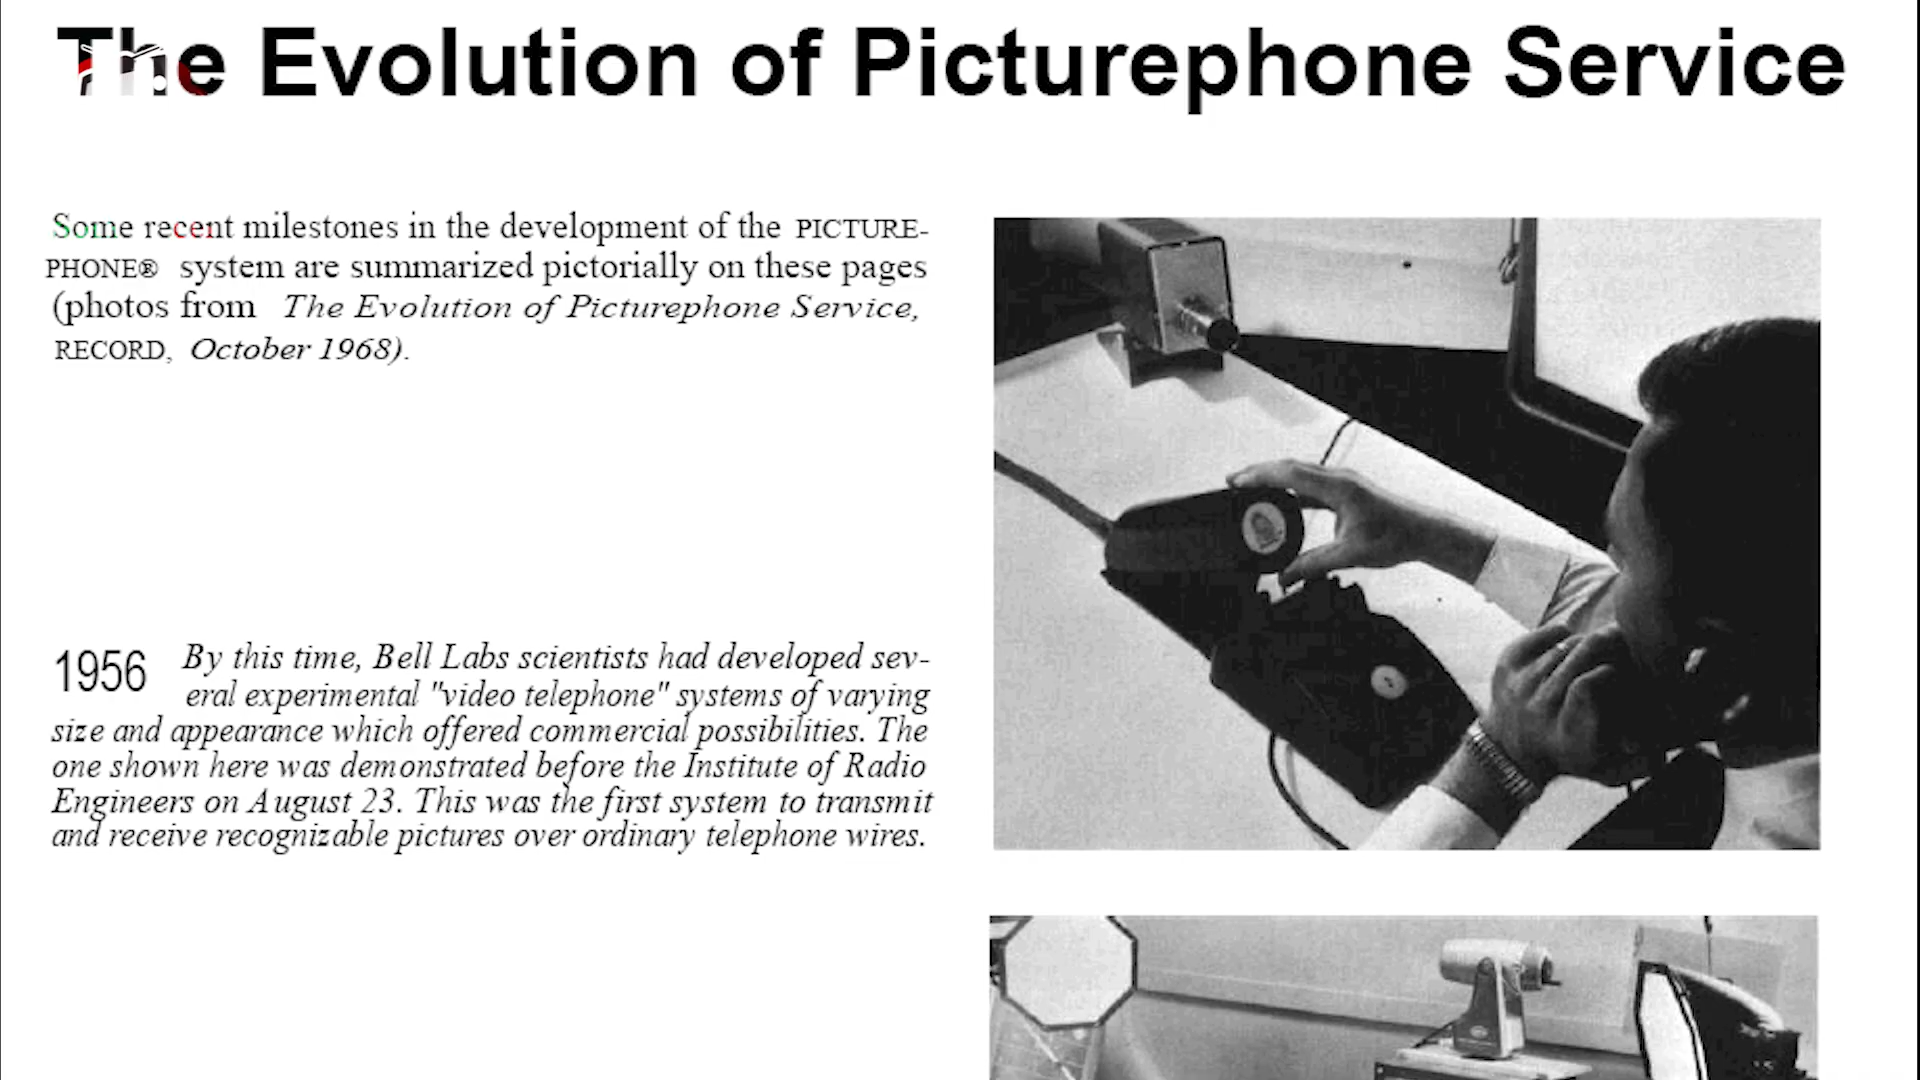 The Evolution of Picturephone Service
Some recent milestones in the development of the PICTURE-
PHONE® system are summarized pictorially on these pages
(photos from The Evolution of Picturephone Service,
RECORD, October 1968).
1956 By this time, Bell Labs scientists had developed sev-
eral experimental "video telephone" systems of varying
size and appearance which offered commercial possibilities. The
one shown here was demonstrated before the Institute of Radio
Engineers on August 23. This was the first system to transmit
and receive recognizable pictures over ordinary telephone wires.